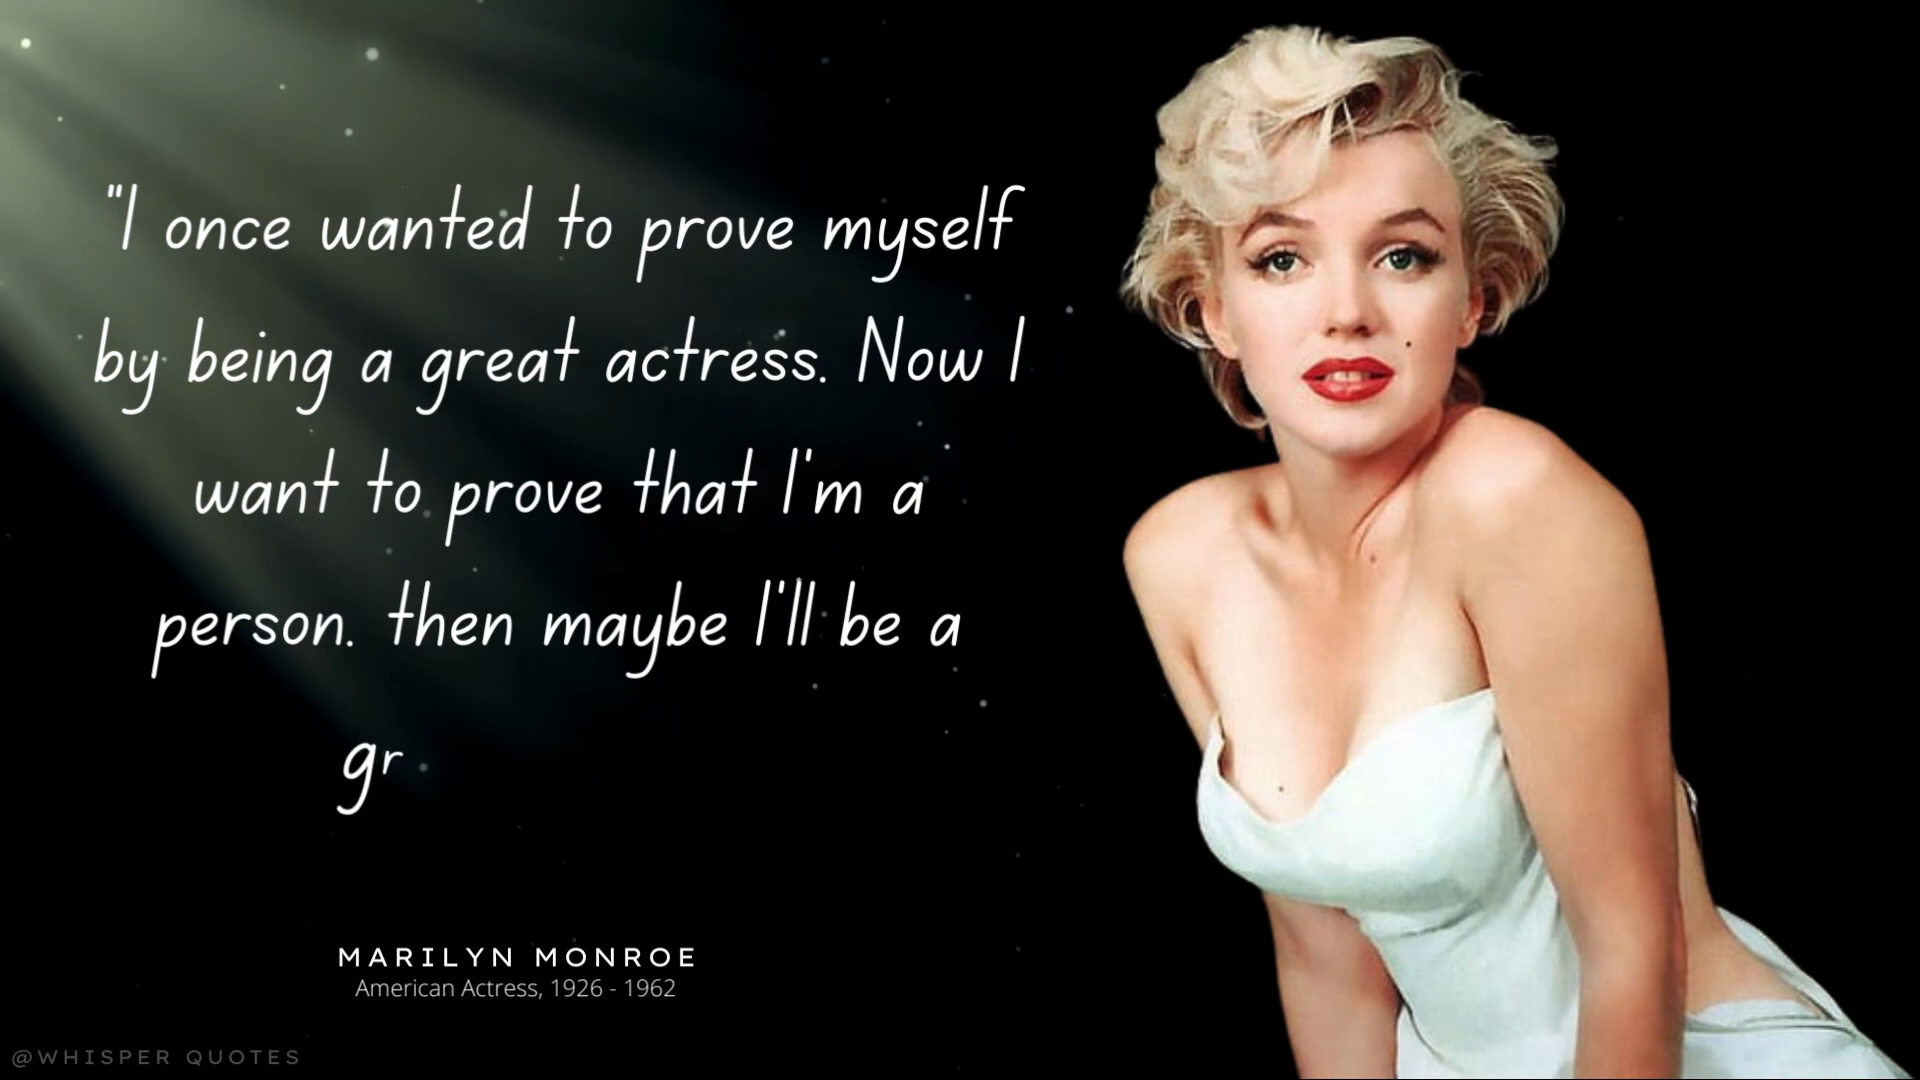 "I once wanted to prove myself
by being a great actress. Now I
want to prove that I'm a
person. then maybe I'll be a
gr
MARILYN MONROE
American Actress, 1926 - 1962
@WHISPER QUOTES